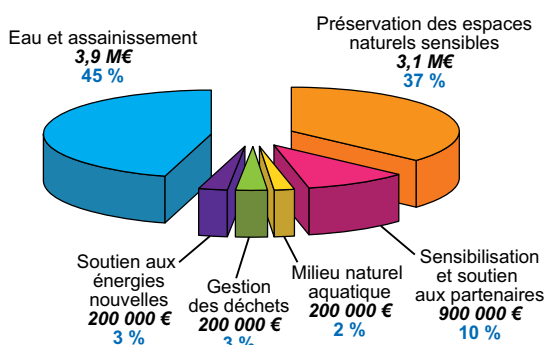 Eau et assainissement
3,9 M€
45 %
Préservation des espaces
naturels sensibles
3,1 M€
37 %
Soutien aux
énergies
nouvelles
200 000 €
3 %
Gestion
des déchets
200 000 €
3 %
Milieu naturel
aquatique
200 000 €
2 %
Sensibilisation
et soutien
aux partenaires
900 000 €
10 %